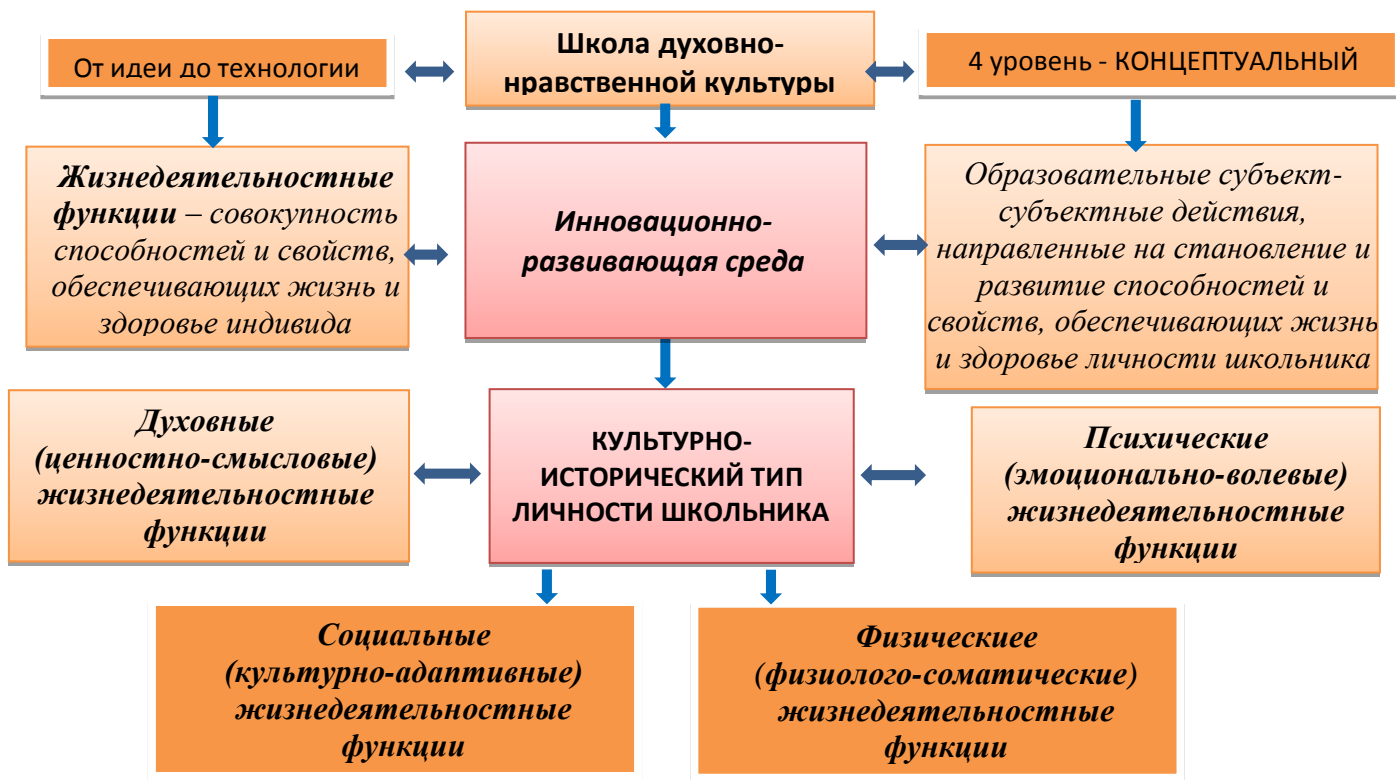 От идеи до технологии
Школа духовно-
нравственной культуры
4 уровень - КОНЦЕПТУАЛЬНЫЙ
Жизнедеятельностные
функции – совокупность
способностей и свойств,
обеспечивающих жизнь и
здоровье индивида
Инновационно-
развивающая среда
Образовательные субъект-
субъектные действия,
направленные на становление и
развитие способностей и
свойств, обеспечивающих жизнь
и здоровье личности школьника
Духовные
(ценностно-смысловые)
жизнедеятельностные
функции
КУЛЬТУРНО-
ИСТОРИЧЕСКИЙ ТИП
ЛИЧНОСТИ ШКОЛЬНИКА
Психические
(эмоционально-волевые)
жизнедеятельностные
функции
Социальные
(культурно-адаптивные)
жизнедеятельностные
функции
Физическиее
(физиолого-соматические)
жизнедеятельностные
функции